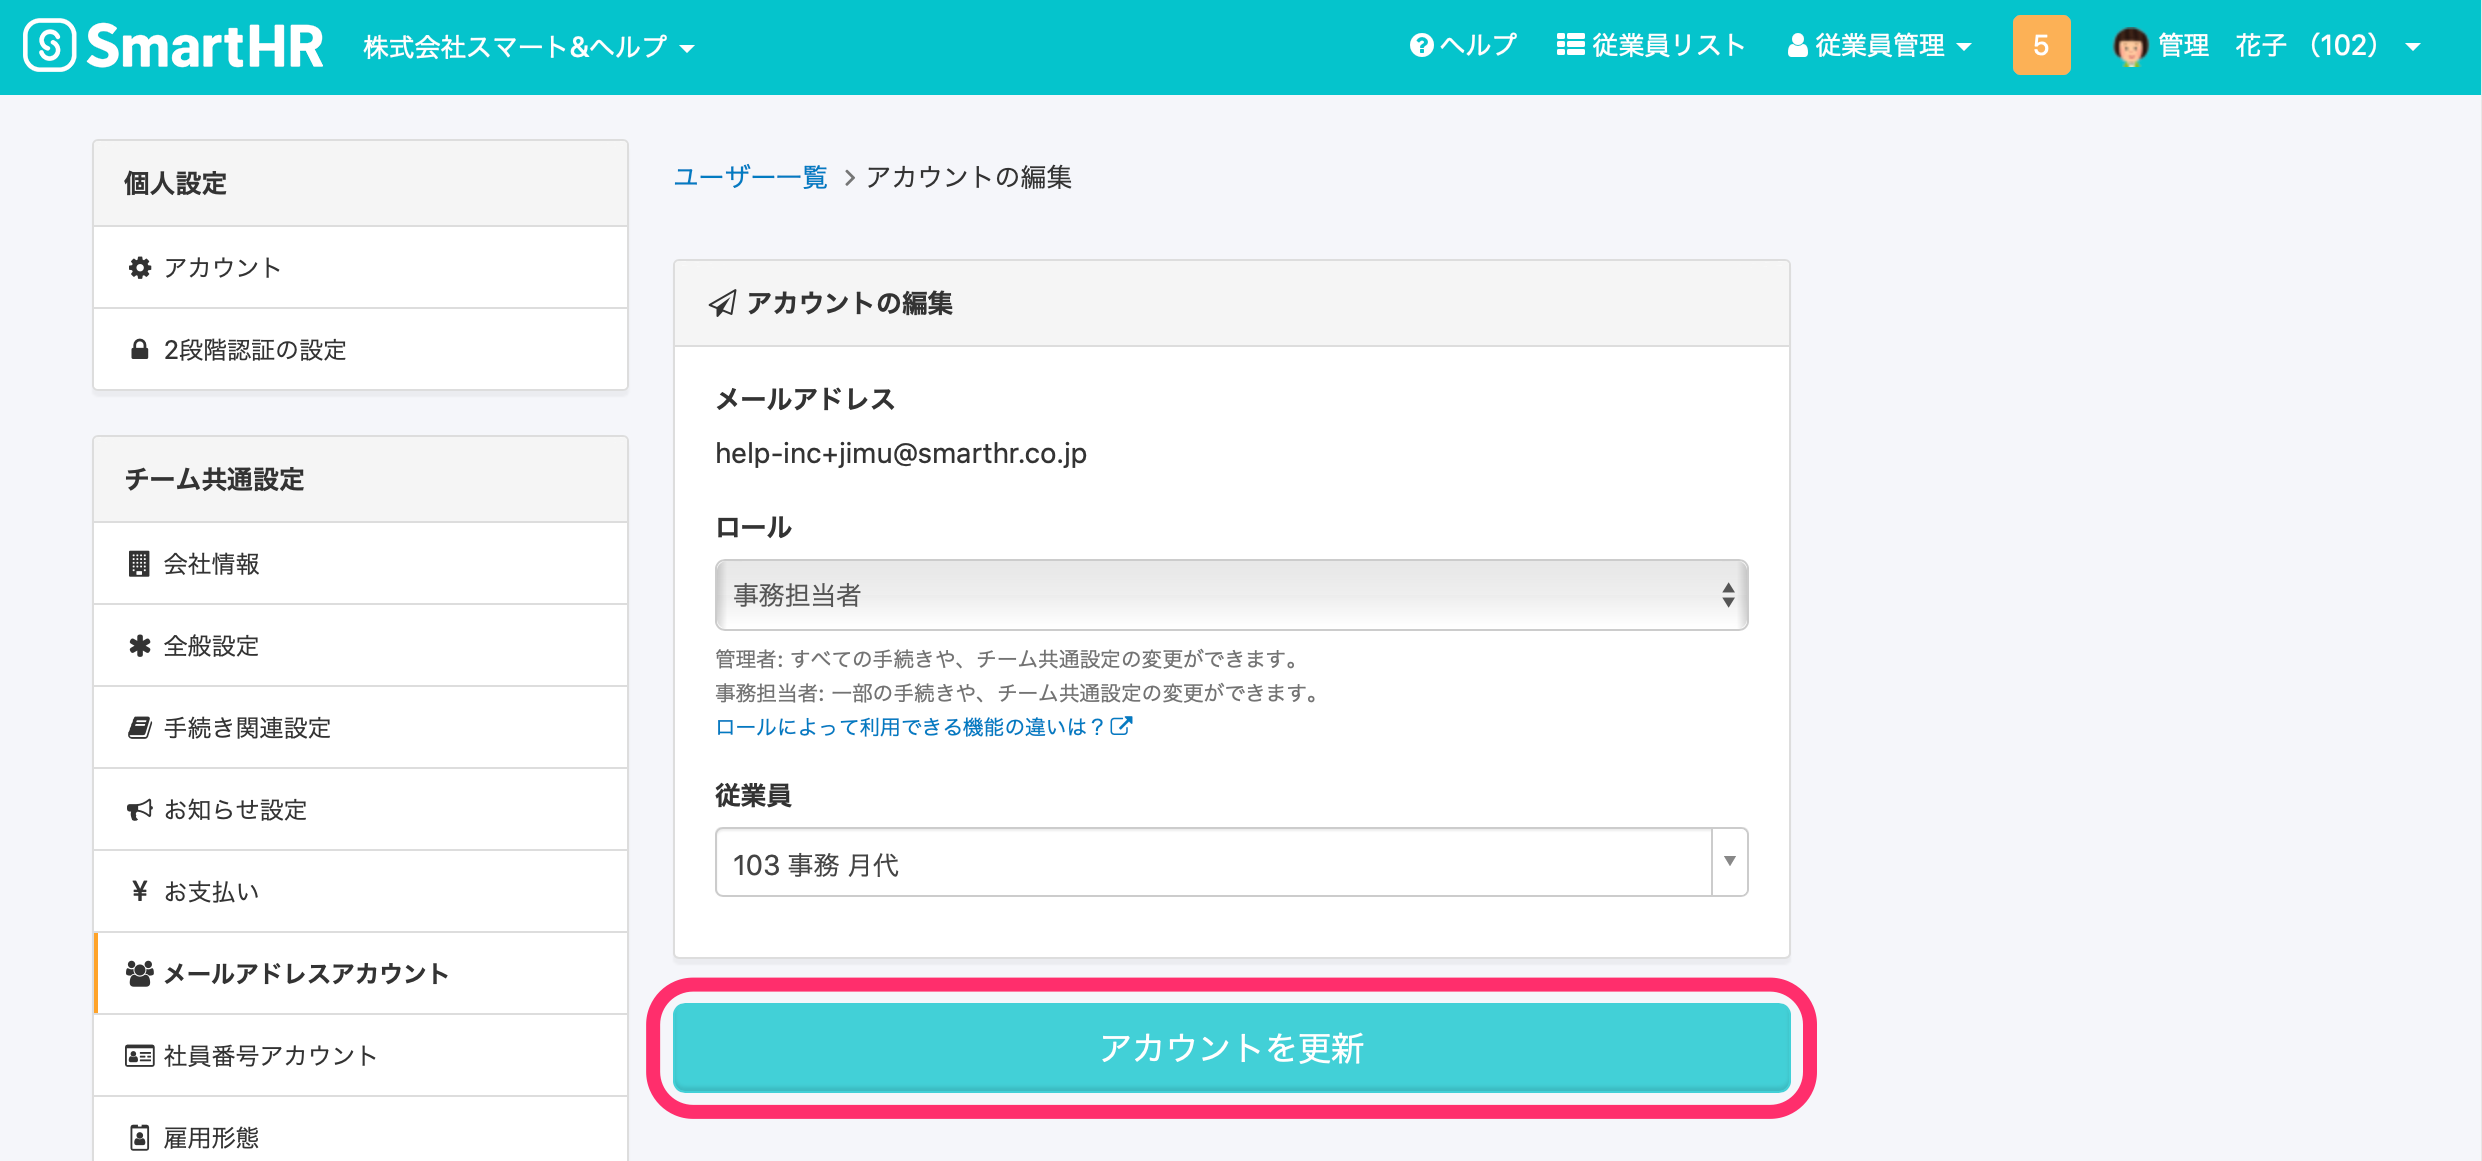 SmartHR 株式会社スマート&ヘルプ ヘルプ 従業員リスト 従業員管理 5 管理 花子 (102)
個人設定
アカウント
2段階認証の設定
チーム共通設定
会社情報
全般設定
手続き関連設定
お知らせ設定
¥ お支払い
メールアドレスアカウント
社員番号アカウント
雇用形態
ユーザー一覧 > アカウントの編集
アカウントの編集
メールアドレス
help-inc+jimu@smarthr.co.jp
ロール
事務担当者
管理者: すべての手続きや、チーム共通設定の変更ができます。
事務担当者: 一部の手続きや、チーム共通設定の変更ができます。
ロールによって利用できる機能の違いは？
従業員
103 事務 月代
アカウントを更新